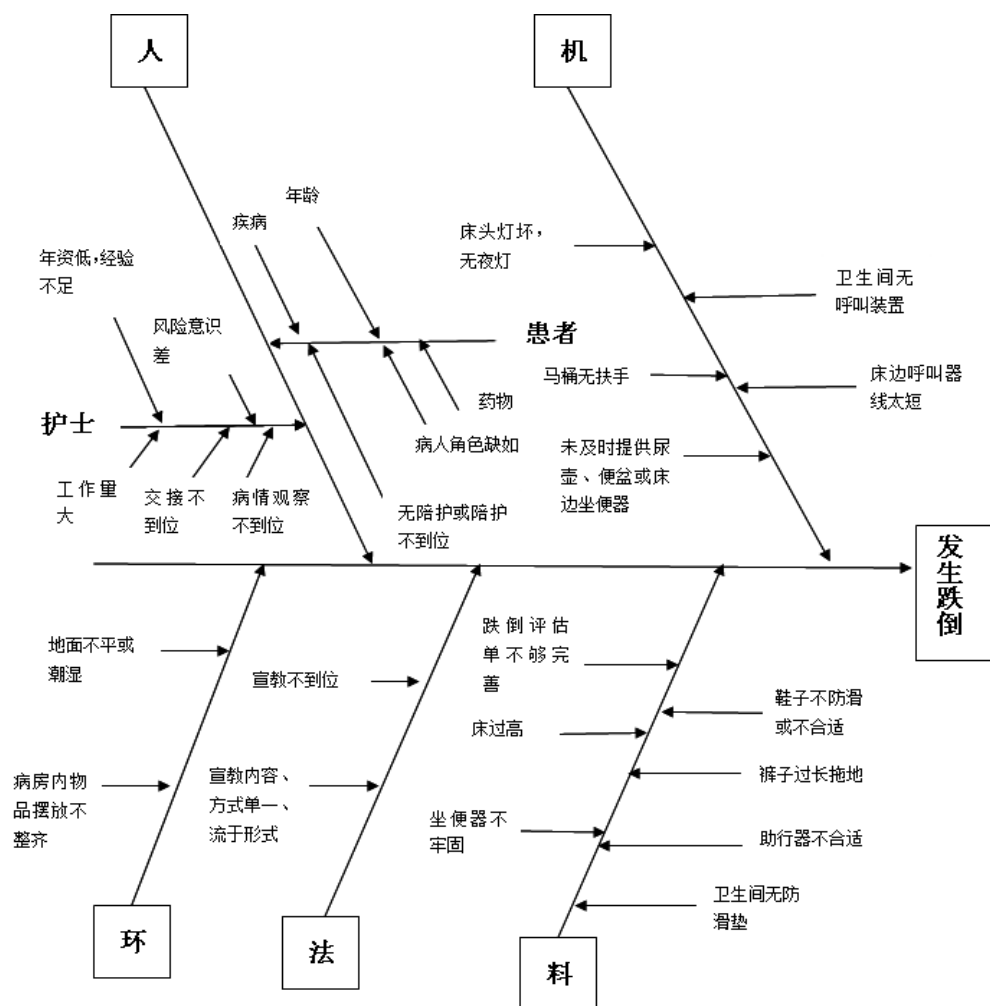 人
机
年龄
疾病
床头灯坏，
无夜灯
年资低，经验
不足
卫生间无
呼叫装置
风险意识
差
患者
马桶无扶手
床边呼叫器
线太短
药物
护士
病人角色缺如
未及时提供尿
壶、便盆或床
边坐便器
工作量
大
交接不
到位
病情观察
不到位
无陪护或陪护
不到位
发生跌倒
地面不平或
潮湿
宣教不到位
跌倒评估
单不够完
善
鞋子不防滑
或不合适
床过高
病房内物
品摆放不
整齐
宣教内容、
方式单一、
流于形式
裤子过长拖地
坐便器不
牢固
助行器不合适
卫生间无防
滑垫
环
法
料